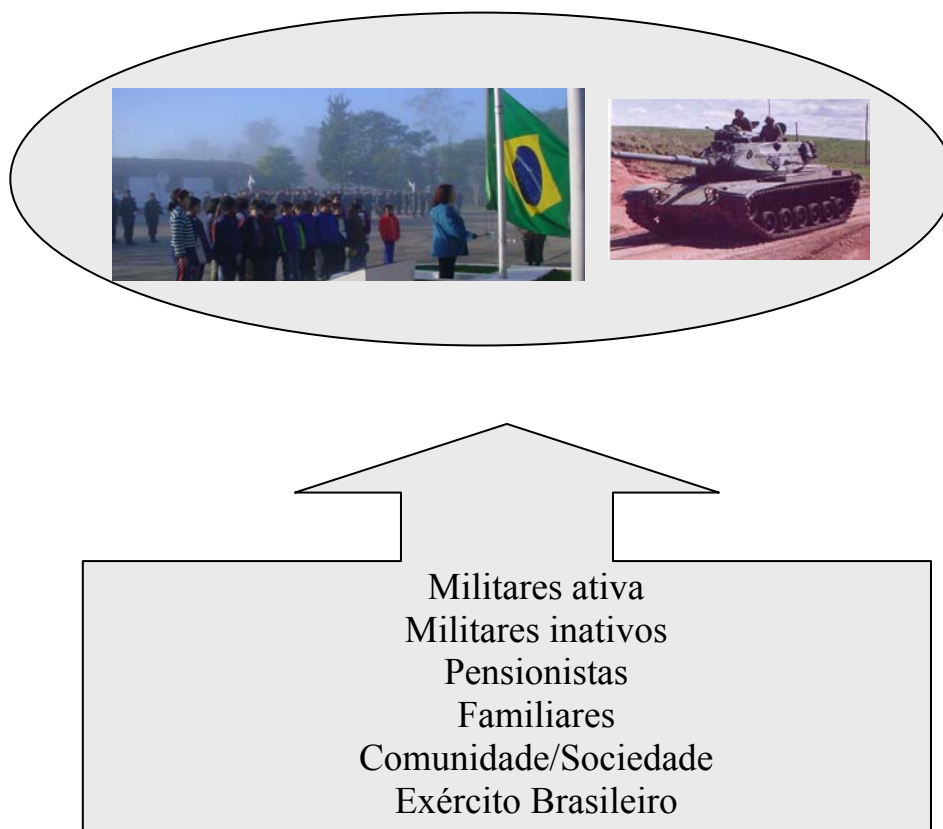 Militares ativa
Militares inativos
Pensionistas
Familiares
Comunidade/Sociedade
Exército Brasileiro